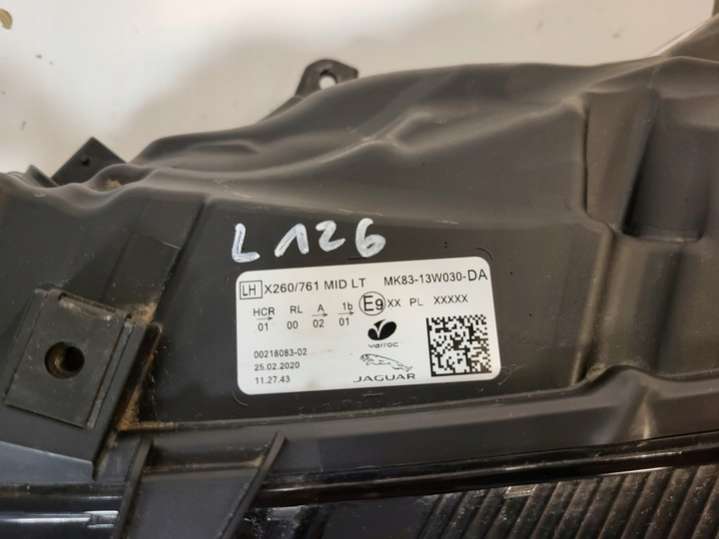 L 126
LH X260/761 MID LT MK83-13W030-DA
HCR RL A 1b E9 XX PL XXXXX
01 00 02 01
varroc
00218083-02
25.02.2020
11.27.43
JAGUAR